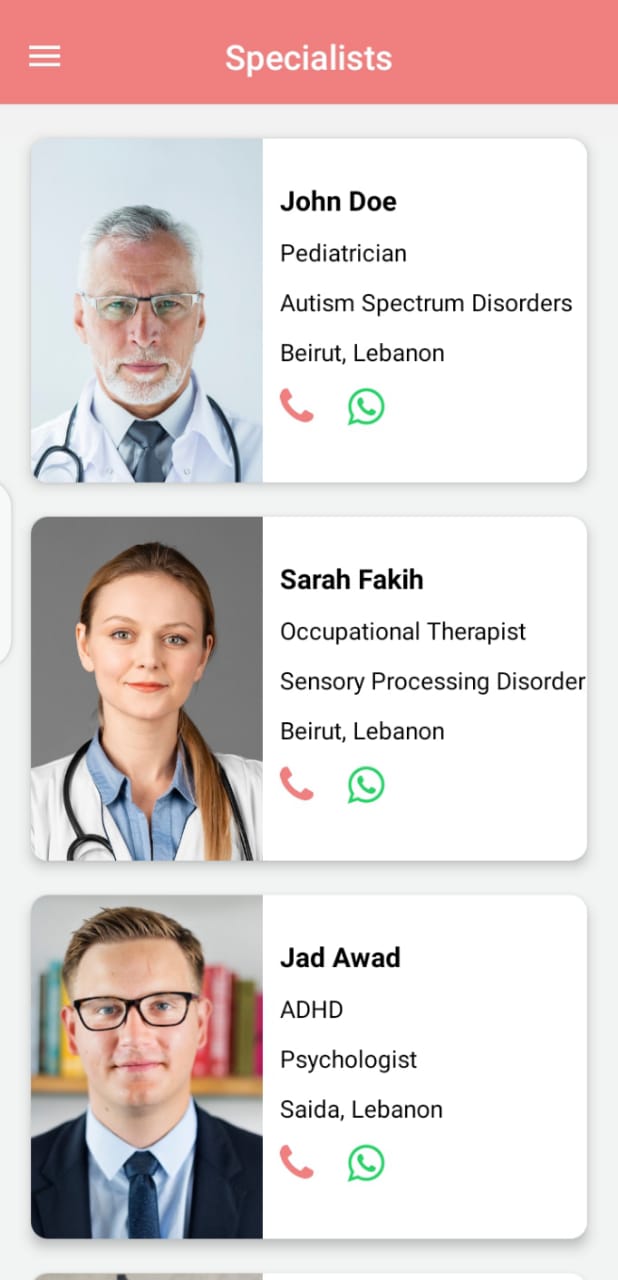 Specialists
John Doe
Pediatrician
Autism Spectrum Disorders
Beirut, Lebanon
Sarah Fakih
Occupational Therapist
Sensory Processing Disorder
Beirut, Lebanon
Jad Awad
ADHD
Psychologist
Saida, Lebanon